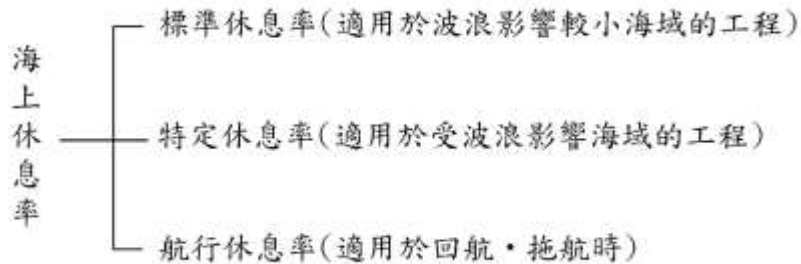 海上休息率
標準休息率(適用於波浪影響較小海域的工程)
特定休息率(適用於受波浪影響海域的工程)
航行休息率(適用於回航・拖航時)